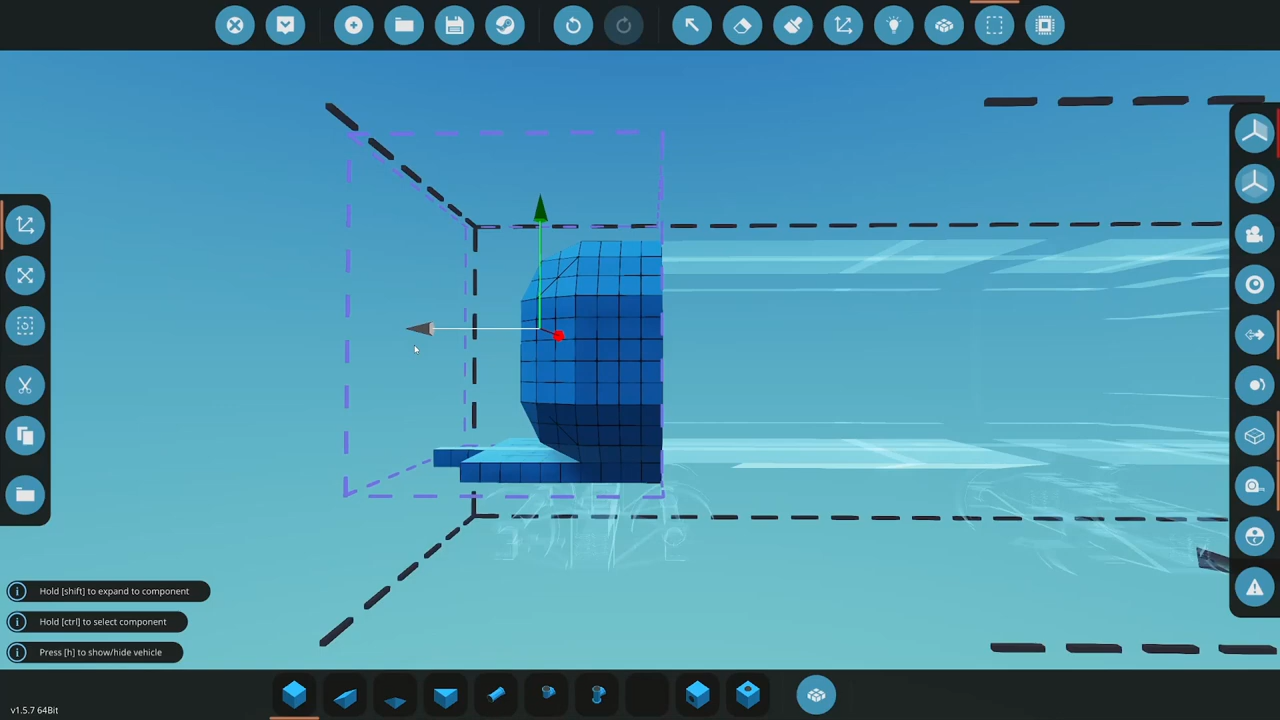 Hold [shift] to expand to component
Hold [ctrl] to select component
Press [h] to show/hide vehicle
v1.5.7 64Bit